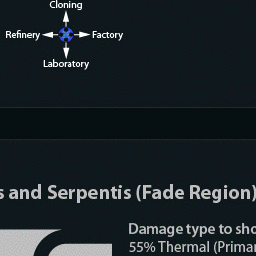 Cloning
Refinery Factory
Laboratory
s and Serpentis (Fade Region)
Damage type to sho
55% Thermal (Primar